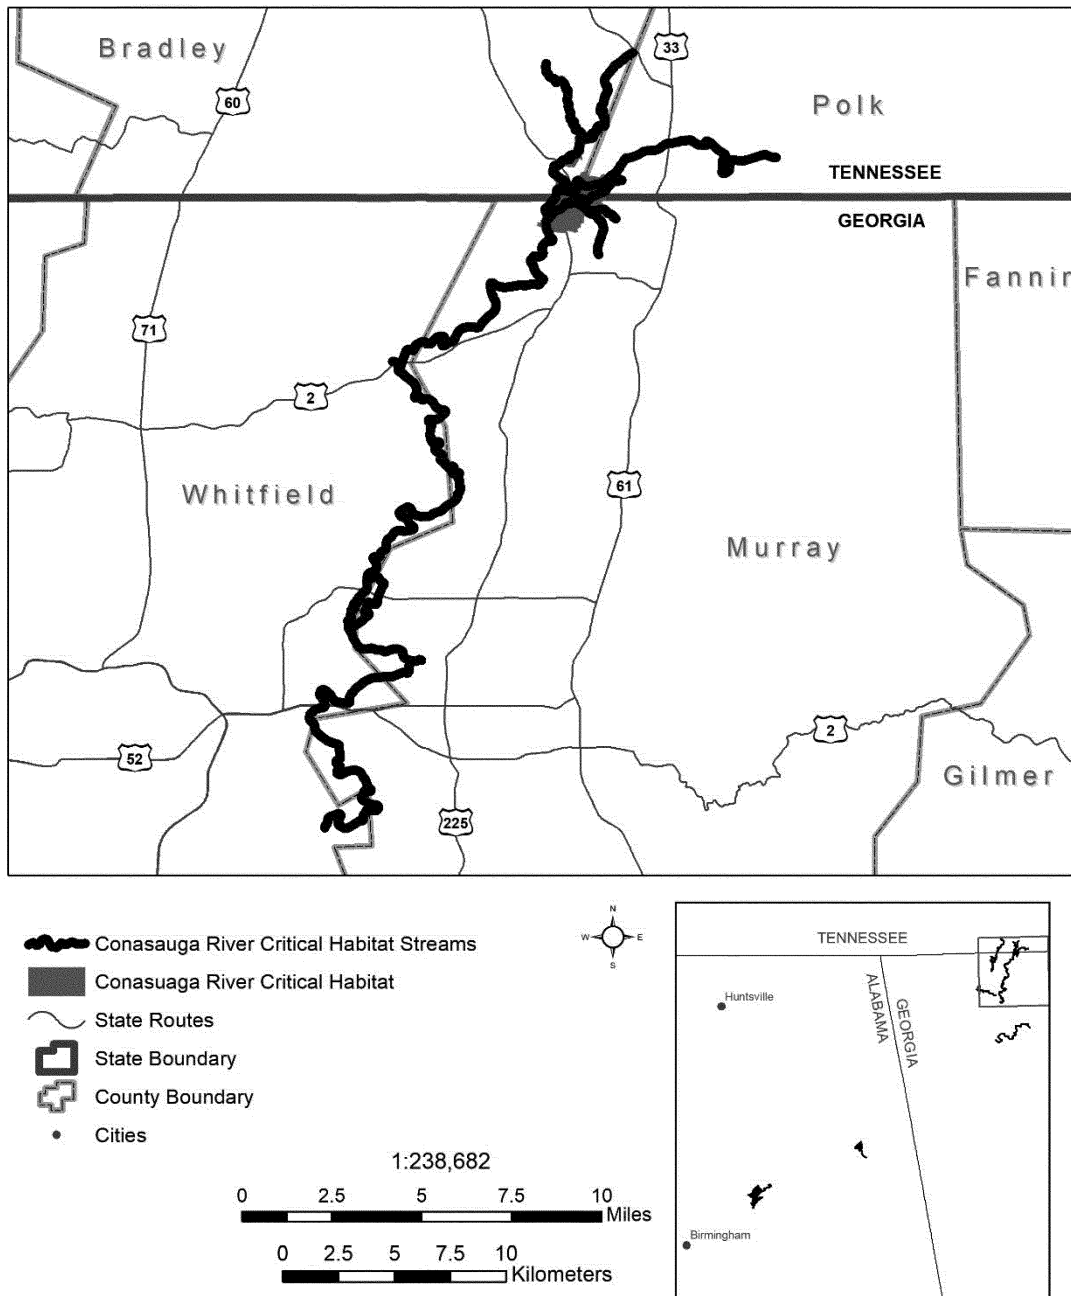 Bradley
33
60
Polk
TENNESSEE
GEORGIA
Fannin
71
2
Whitfield
61
Murray
2
52
Gilmer
225
Conasauga River Critical Habitat Streams
Conasuaga River Critical Habitat
State Routes
State Boundary
County Boundary
Cities
N
W
E
S
1:238,682
0 2.5 5 7.5 10
Miles
0 2.5 5 7.5 10
Kilometers
TENNESSEE
Huntsville
ALABAMA
GEORGIA
Birmingham